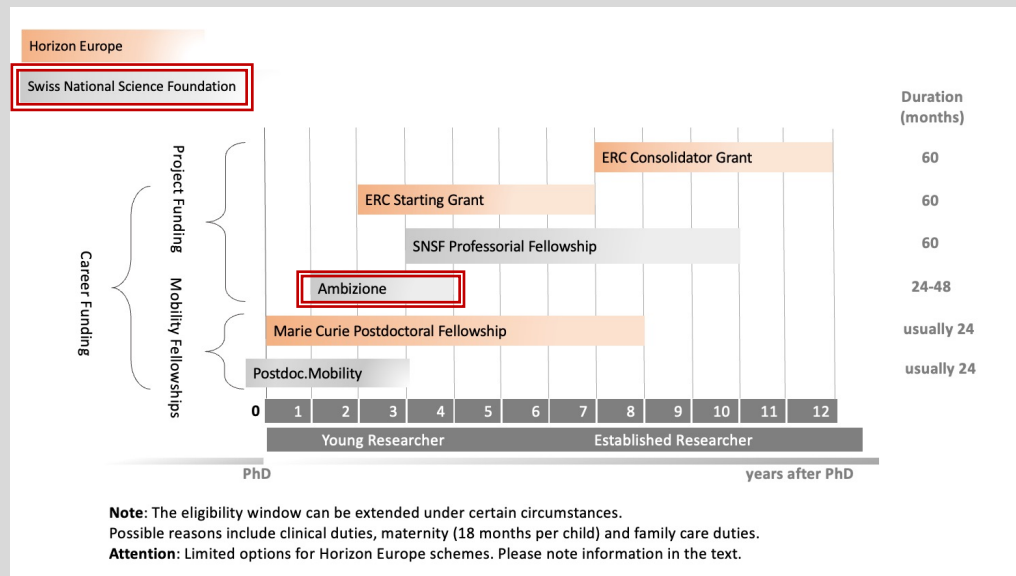 Horizon Europe
Swiss National Science Foundation
Duration
(months)
Project Funding
ERC Consolidator Grant
60
ERC Starting Grant
60
SNSF Professorial Fellowship
60
Career Funding
Mobility Fellowships
Ambizione
24-48
Marie Curie Postdoctoral Fellowship
usually 24
Postdoc.Mobility
usually 24
0 1 2 3 4 5 6 7 8 9 10 11 12
Young Researcher Established Researcher
PhD years after PhD
Note: The eligibility window can be extended under certain circumstances.
Possible reasons include clinical duties, maternity (18 months per child) and family care duties.
Attention: Limited options for Horizon Europe schemes. Please note information in the text.